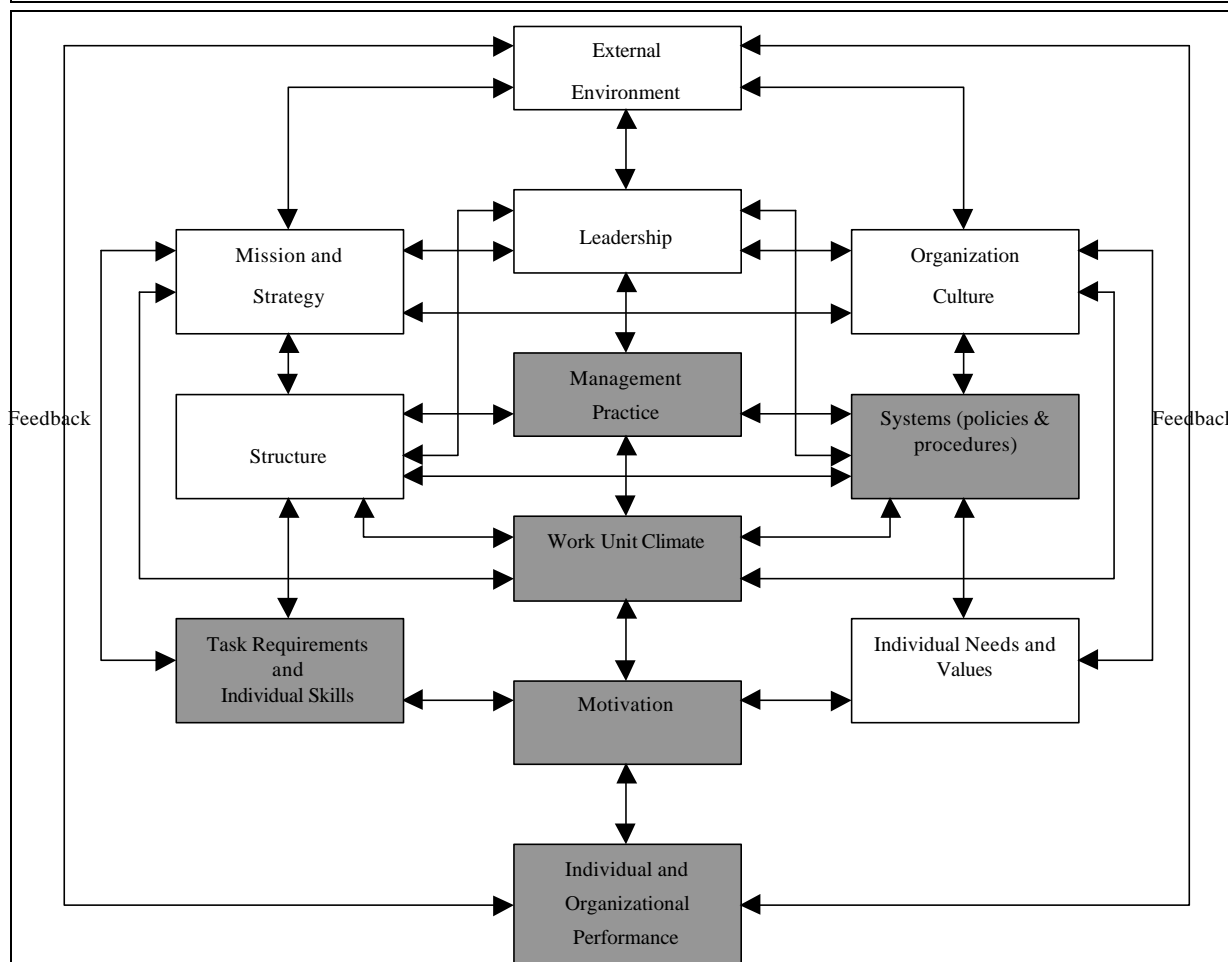 External
Environment
Leadership
Mission and
Strategy
Organization
Culture
Management
Practice
Feedback
Structure
Systems (policies &
procedures)
Feedback
Work Unit Climate
Task Requirements
and
Individual Skills
Individual Needs and
Values
Motivation
Individual and
Organizational
Performance